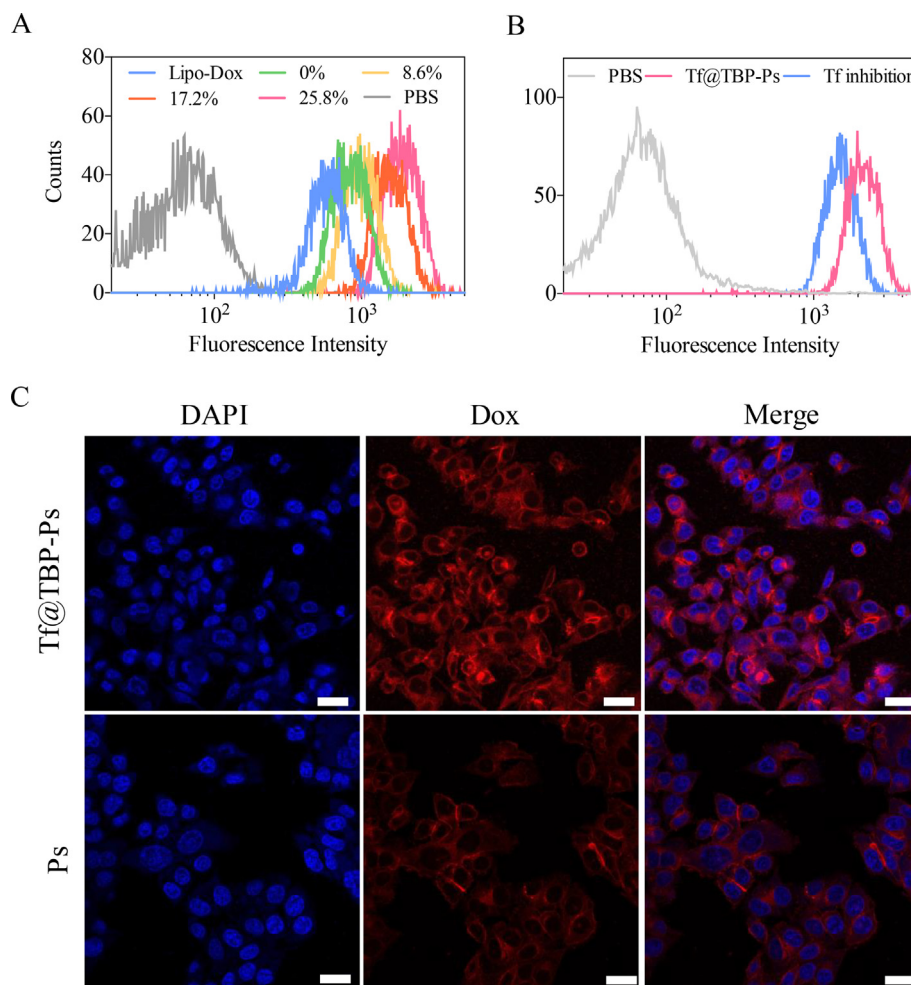 A
80
60
40
20
0
Counts
Lipo-Dox 0% 8.6%
17.2% 25.8% PBS
10² 10³
Fluorescence Intensity
B
PBS Tf@TBP-Ps Tf inhibition
100
50
0
10² 10³
Fluorescence Intensity
C
DAPI Dox Merge
Tf@TBP-Ps
Ps